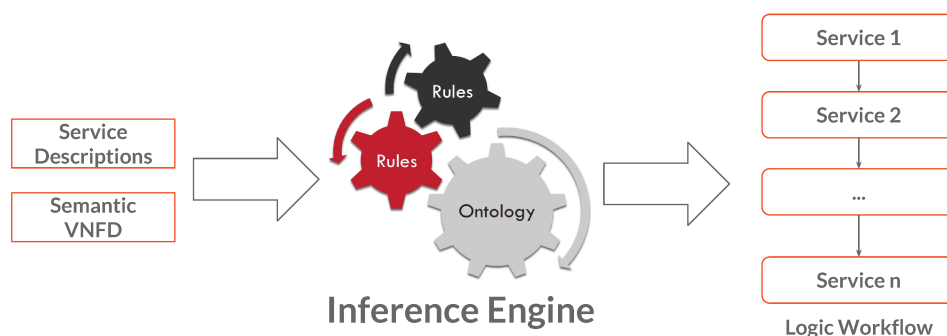 Service
Descriptions
Semantic
VNFD
Rules
Rules
Ontology
Inference Engine
Service 1
Service 2
...
Service n
Logic Workflow